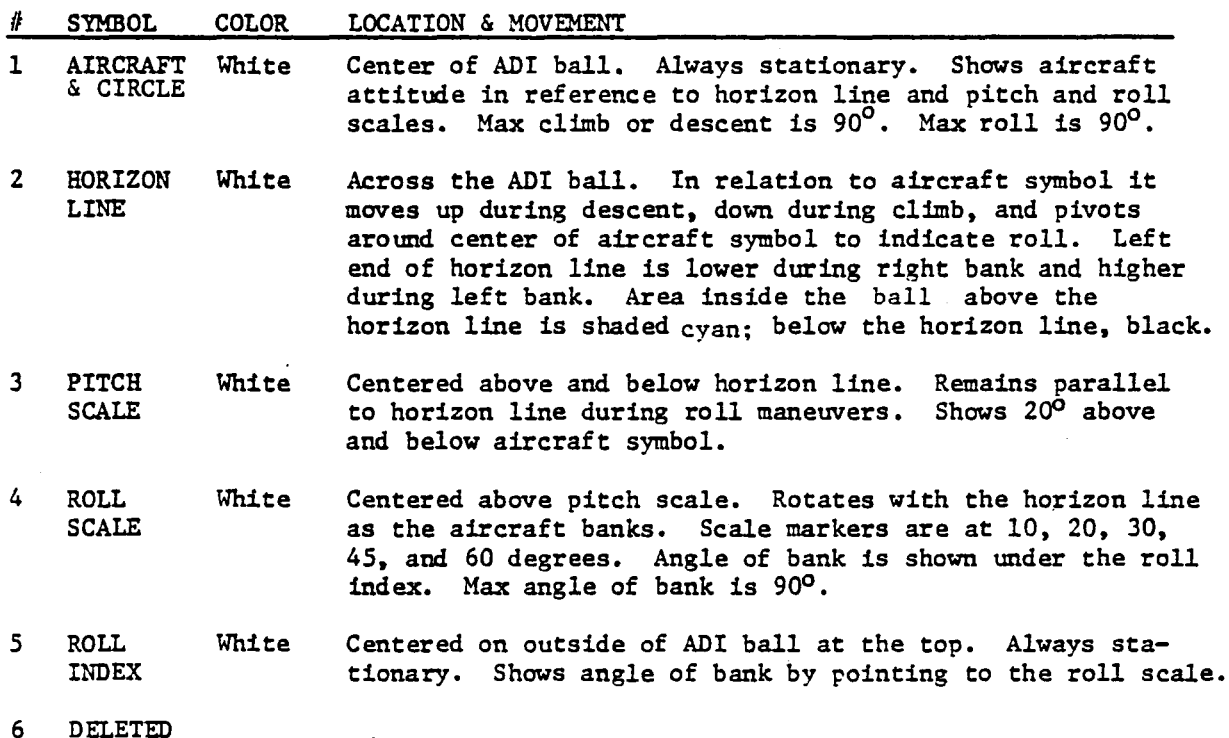 # SYMBOL COLOR LOCATION & MOVEMENT
1 AIRCRAFT White Center of ADI ball. Always stationary. Shows aircraft
& CIRCLE attitude in reference to horizon line and pitch and roll
scales. Max climb or descent is 90°. Max roll is 90°.
2 HORIZON White Across the ADI ball. In relation to aircraft symbol it
LINE moves up during descent, down during climb, and pivots
around center of aircraft symbol to indicate roll. Left
end of horizon line is lower during right bank and higher
during left bank. Area inside the ball above the
horizon line is shaded cyan; below the horizon line, black.
3 PITCH White Centered above and below horizon line. Remains parallel
SCALE to horizon line during roll maneuvers. Shows 20° above
and below aircraft symbol.
4 ROLL White Centered above pitch scale. Rotates with the horizon line
SCALE as the aircraft banks. Scale markers are at 10, 20, 30,
45, and 60 degrees. Angle of bank is shown under the roll
index. Max angle of bank is 90°.
5 ROLL White Centered on outside of ADI ball at the top. Always sta-
INDEX tionary. Shows angle of bank by pointing to the roll scale.
6 DELETED